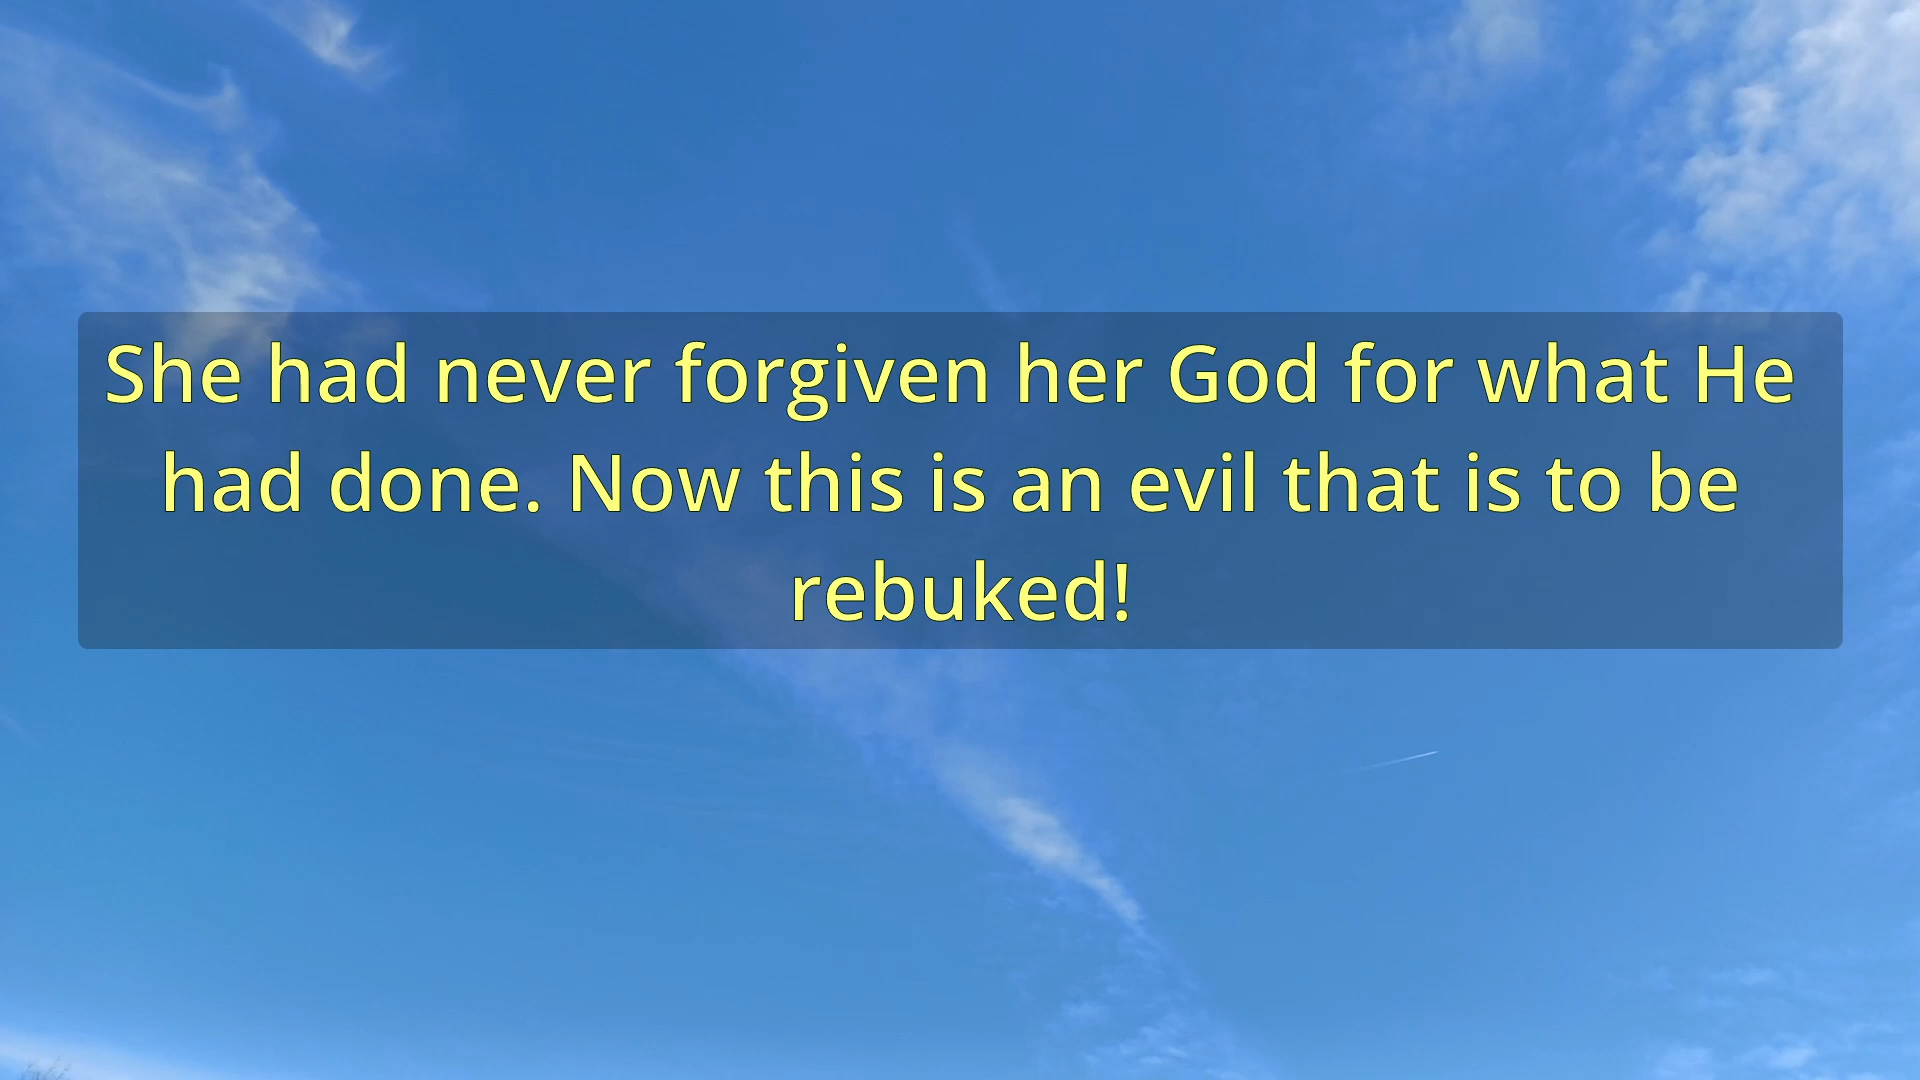 She had never forgiven her God for what He
had done. Now this is an evil that is to be
rebuked!